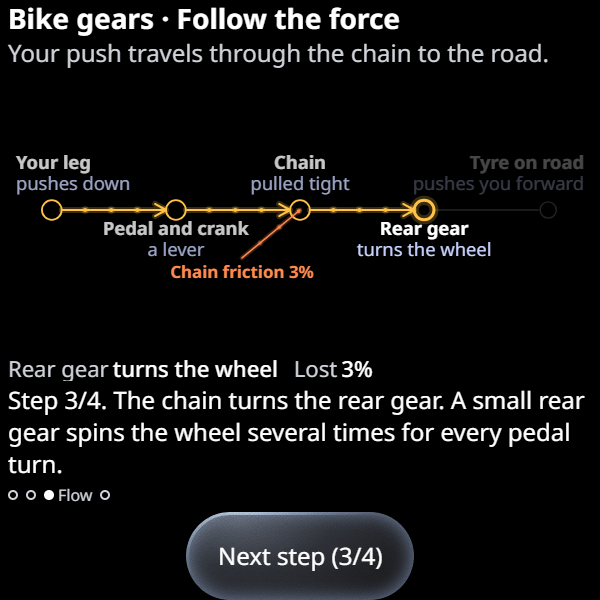 Bike gears · Follow the force
Your push travels through the chain to the road.
Your leg
pushes down
Chain
pulled tight
Tyre on road
pushes you forward
Pedal and crank
a lever
Rear gear
turns the wheel
Chain friction 3%
Rear gear turns the wheel Lost 3%
Step 3/4. The chain turns the rear gear. A small rear
gear spins the wheel several times for every pedal
turn.
Flow
Next step (3/4)